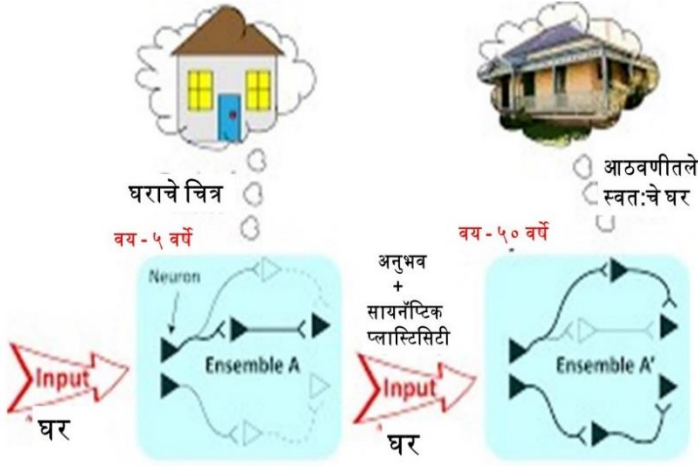 घराचे चित्र
आठवणीतले
स्वत:चे घर
वय - ५ वर्षे
वय - ५० वर्षे
Neuron
Ensemble A
Input
घर
अनुभव
+
सायनॅप्टिक
प्लास्टिसिटी
Input
घर
Ensemble A'